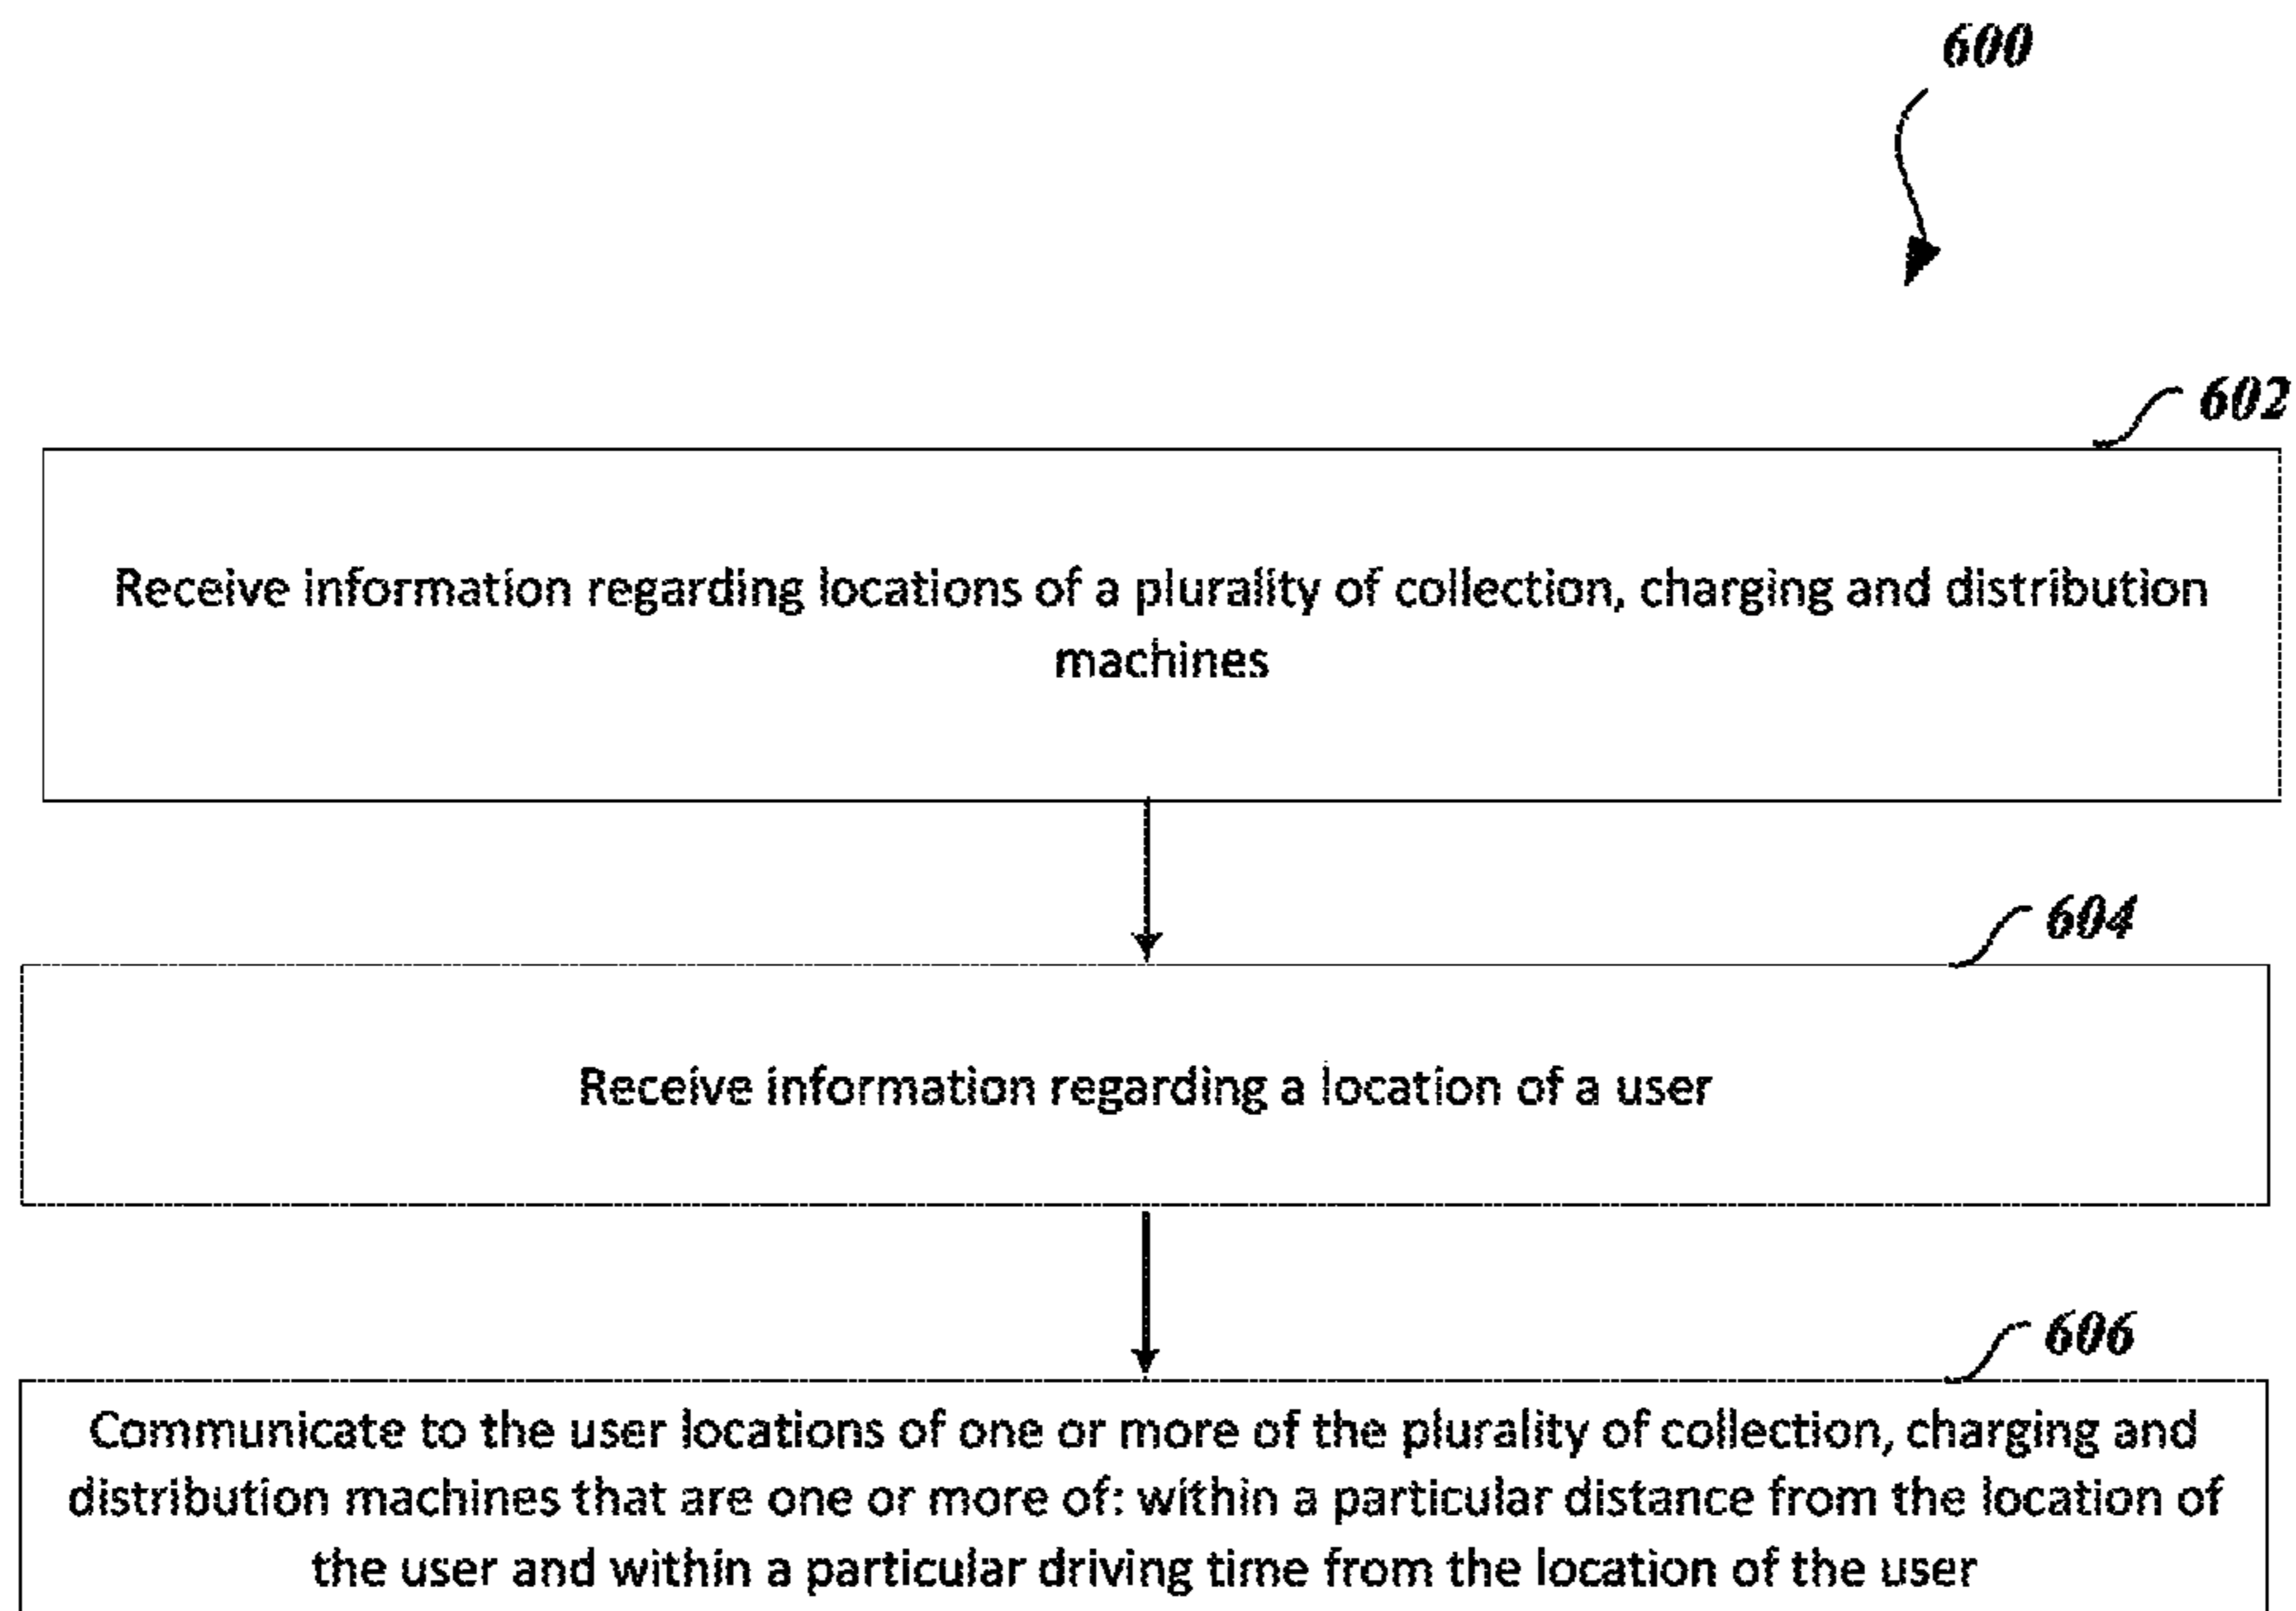 600
602
Receive information regarding locations of a plurality of collection, charging and distribution
machines
604
Receive information regarding a location of a user
606
Communicate to the user locations of one or more of the plurality of collection, charging and
distribution machines that are one or more of: within a particular distance from the location of
the user and within a particular driving time from the location of the user